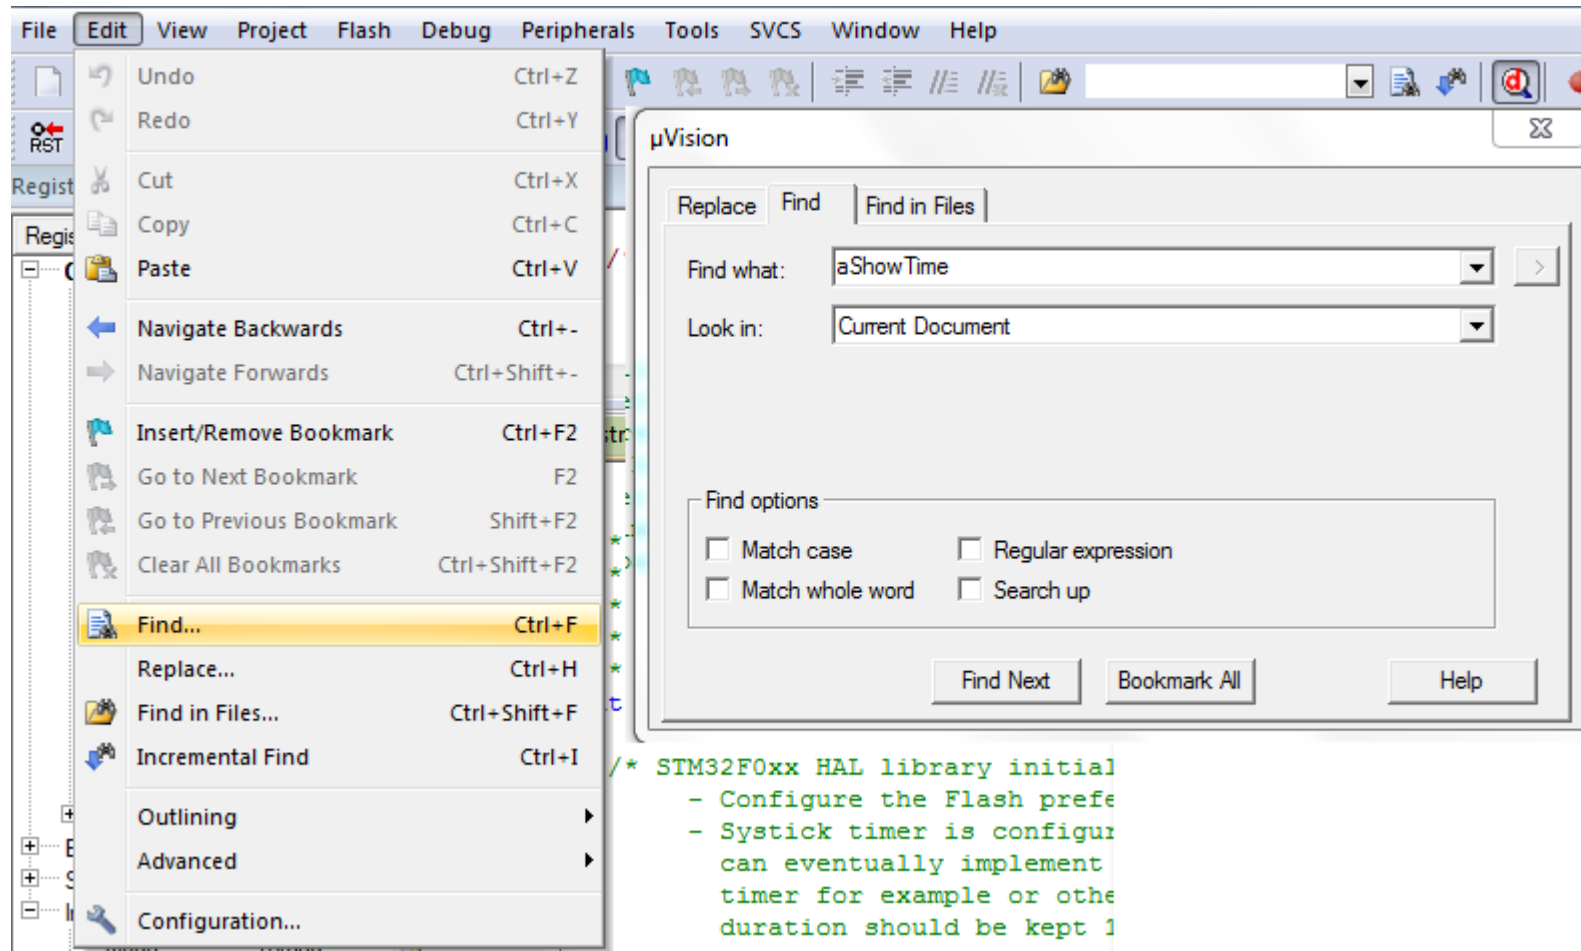 File Edit View Project Flash Debug Peripherals Tools SVCS Window Help
Undo Ctrl+Z
Redo Ctrl+Y
Cut Ctrl+X
Copy Ctrl+C
Paste Ctrl+V
Navigate Backwards Ctrl+-
Navigate Forwards Ctrl+Shift+-
Insert/Remove Bookmark Ctrl+F2
Go to Next Bookmark F2
Go to Previous Bookmark Shift+F2
Clear All Bookmarks Ctrl+Shift+F2
Find... Ctrl+F
Replace... Ctrl+H
Find in Files... Ctrl+Shift+F
Incremental Find Ctrl+I
Outlining
Advanced
Configuration...
RST
Regist
Regis
µVision
Replace Find Find in Files
Find what: aShowTime >
Look in: Current Document
Find options
Match case Regular expression
Match whole word Search up
Find Next Bookmark All Help
/* STM32F0xx HAL library initial
- Configure the Flash prefe
- Systick timer is configur
can eventually implement
timer for example or othe
duration should be kept 1